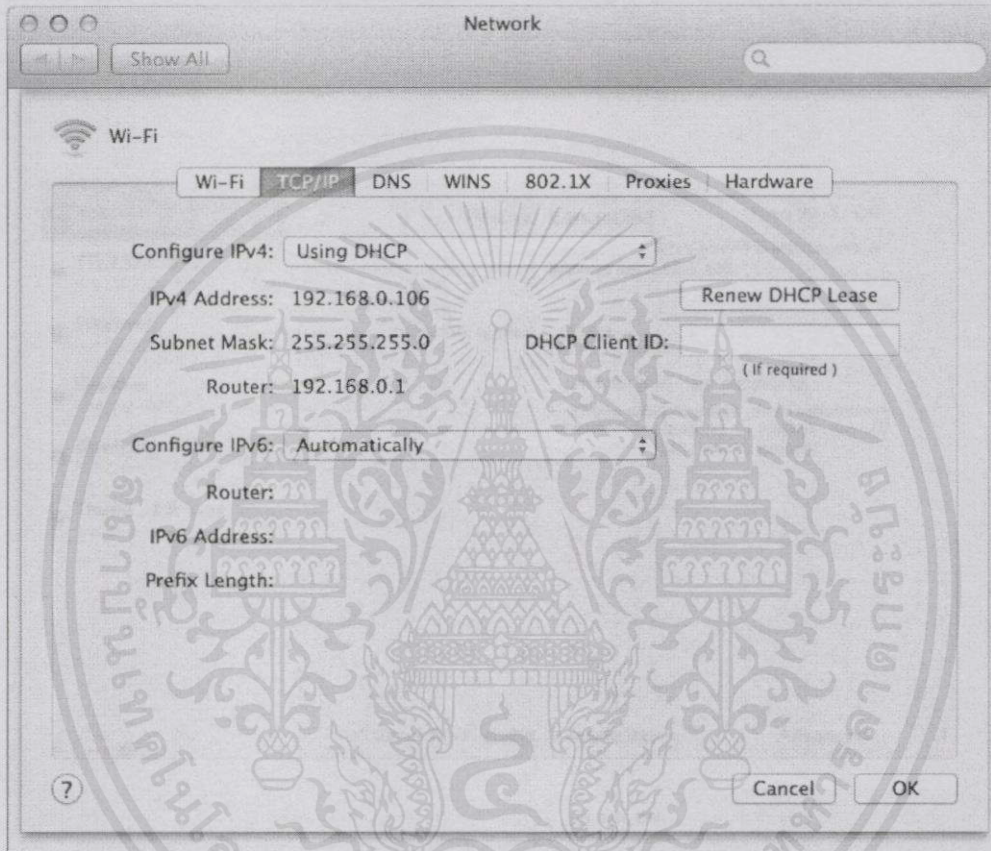 Network
Show All
Wi-Fi
Wi-Fi TCP/IP DNS WINS 802.1X Proxies Hardware
Configure IPv4: Using DHCP
IPv4 Address: 192.168.0.106 Renew DHCP Lease
Subnet Mask: 255.255.255.0 DHCP Client ID:
( If required )
Router: 192.168.0.1
Configure IPv6: Automatically
Router:
IPv6 Address:
Prefix Length:
? Cancel OK